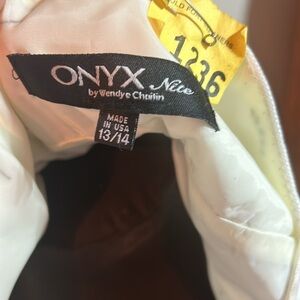 ONYX Nite
by Wendye Chaitin
MADE
IN USA
13/14
1236